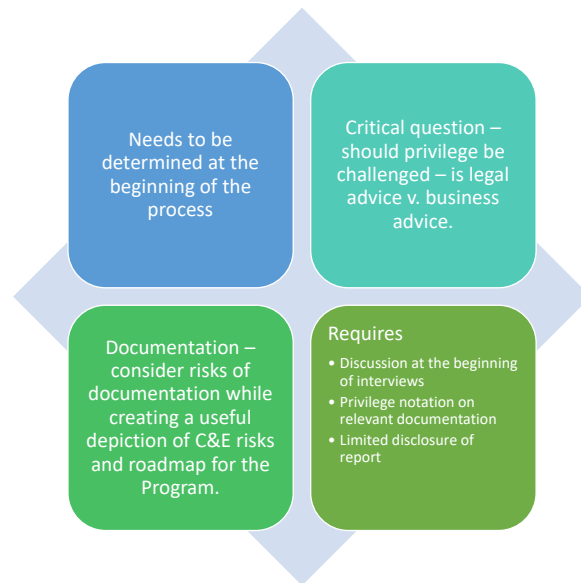 Needs to be
determined at the
beginning of the
process
Critical question –
should privilege be
challenged – is legal
advice v. business
advice.
Documentation –
consider risks of
documentation while
creating a useful
depiction of C&E risks
and roadmap for the
Program.
Requires
• Discussion at the beginning
of interviews
• Privilege notation on
relevant documentation
• Limited disclosure of
report